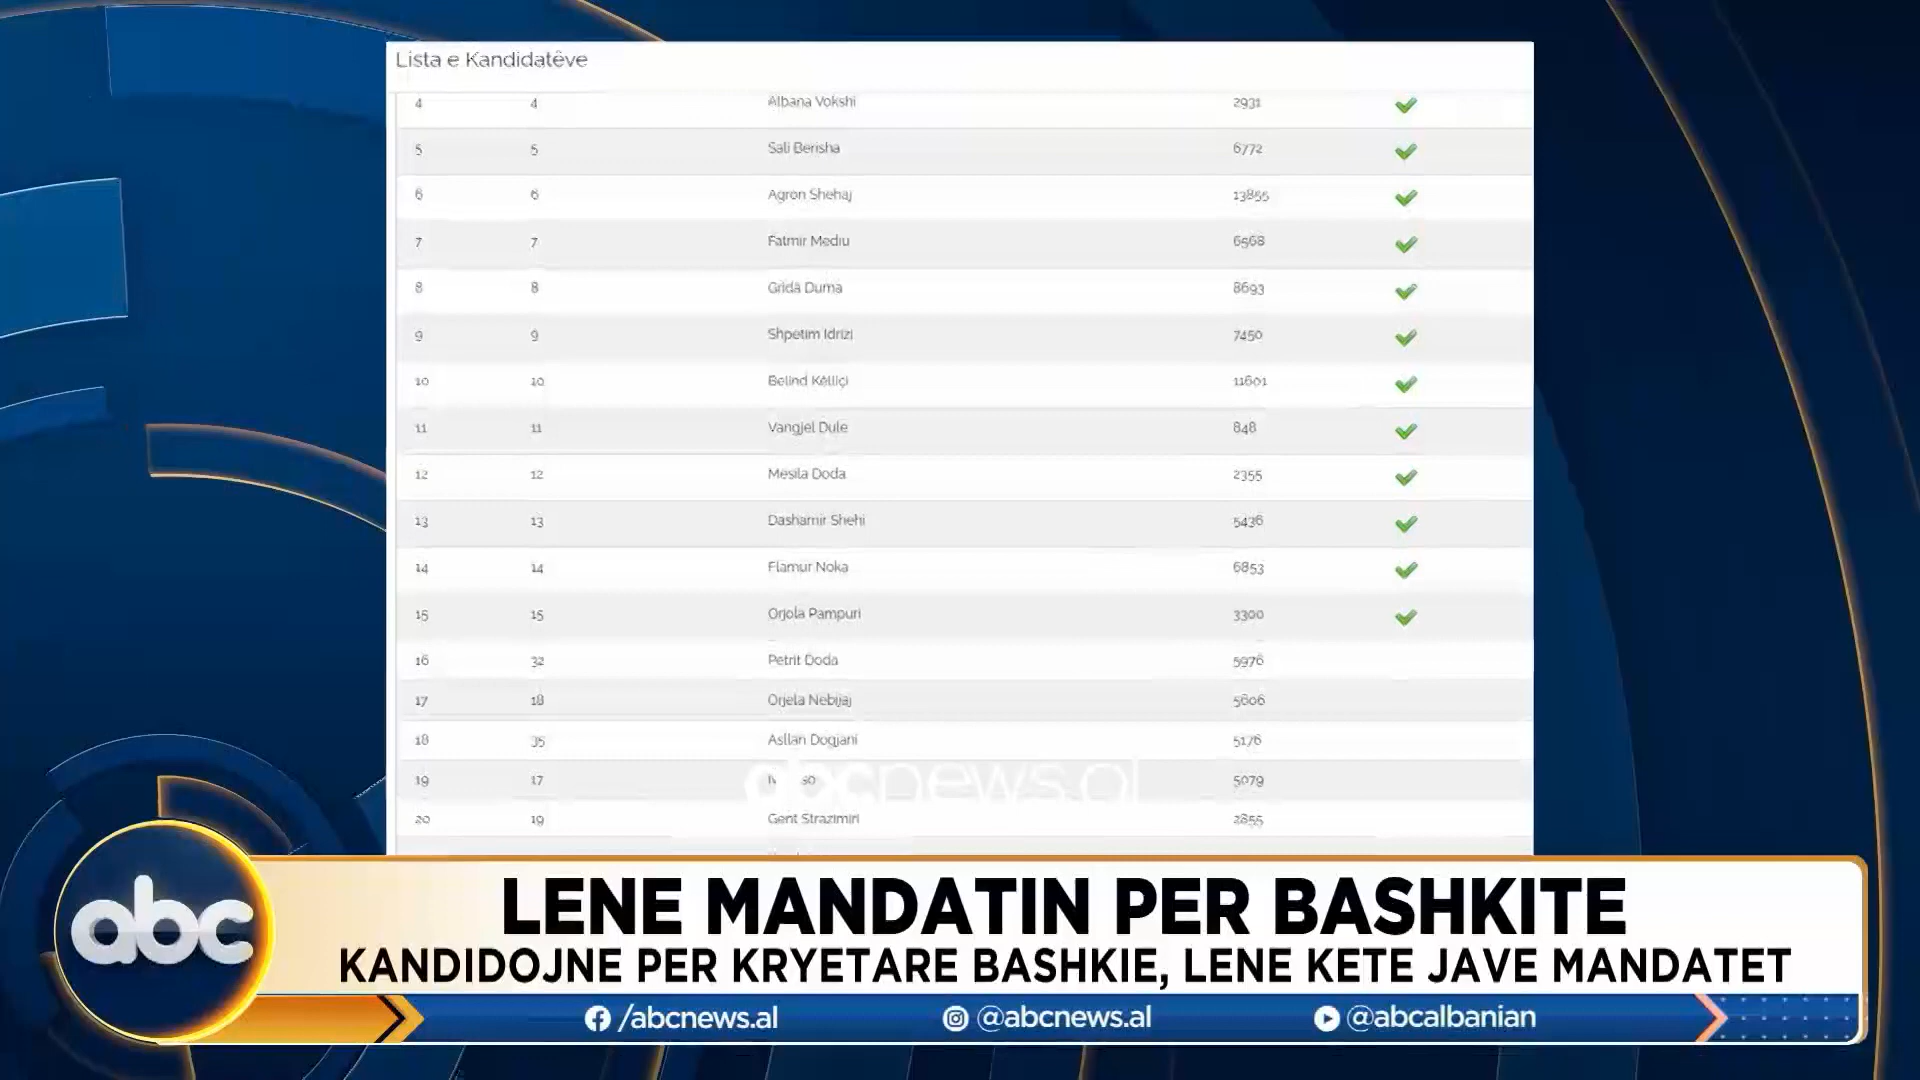 Lista e Kandidatëve
4 4 Albana Vokshi 2931
5 5 Sali Berisha 6772
6 6 Agron Shehaj 13855
7 7 Fatmir Mediu 6568
8 8 Grida Duma 8693
9 9 Shpetim Idrizi 7450
10 10 Belind Këlliçi 11601
11 11 Vangjel Dule 848
12 12 Mesila Doda 2355
13 13 Dashamir Shehi 5436
14 14 Flamur Noka 6853
15 15 Orjola Pampuri 3300
16 32 Petrit Doda 5976
17 18 Orjela Nebijaj 5606
18 35 Asllan Dogjani 5176
19 17 5079
abcnews.al
20 19 Gent Strazimiri 2855
LENE MANDATIN PER BASHKITE
KANDIDOJNE PER KRYETARE BASHKIE, LENE KETE JAVE MANDATET
abc
/abcnews.al @abcnews.al @abcalbanian